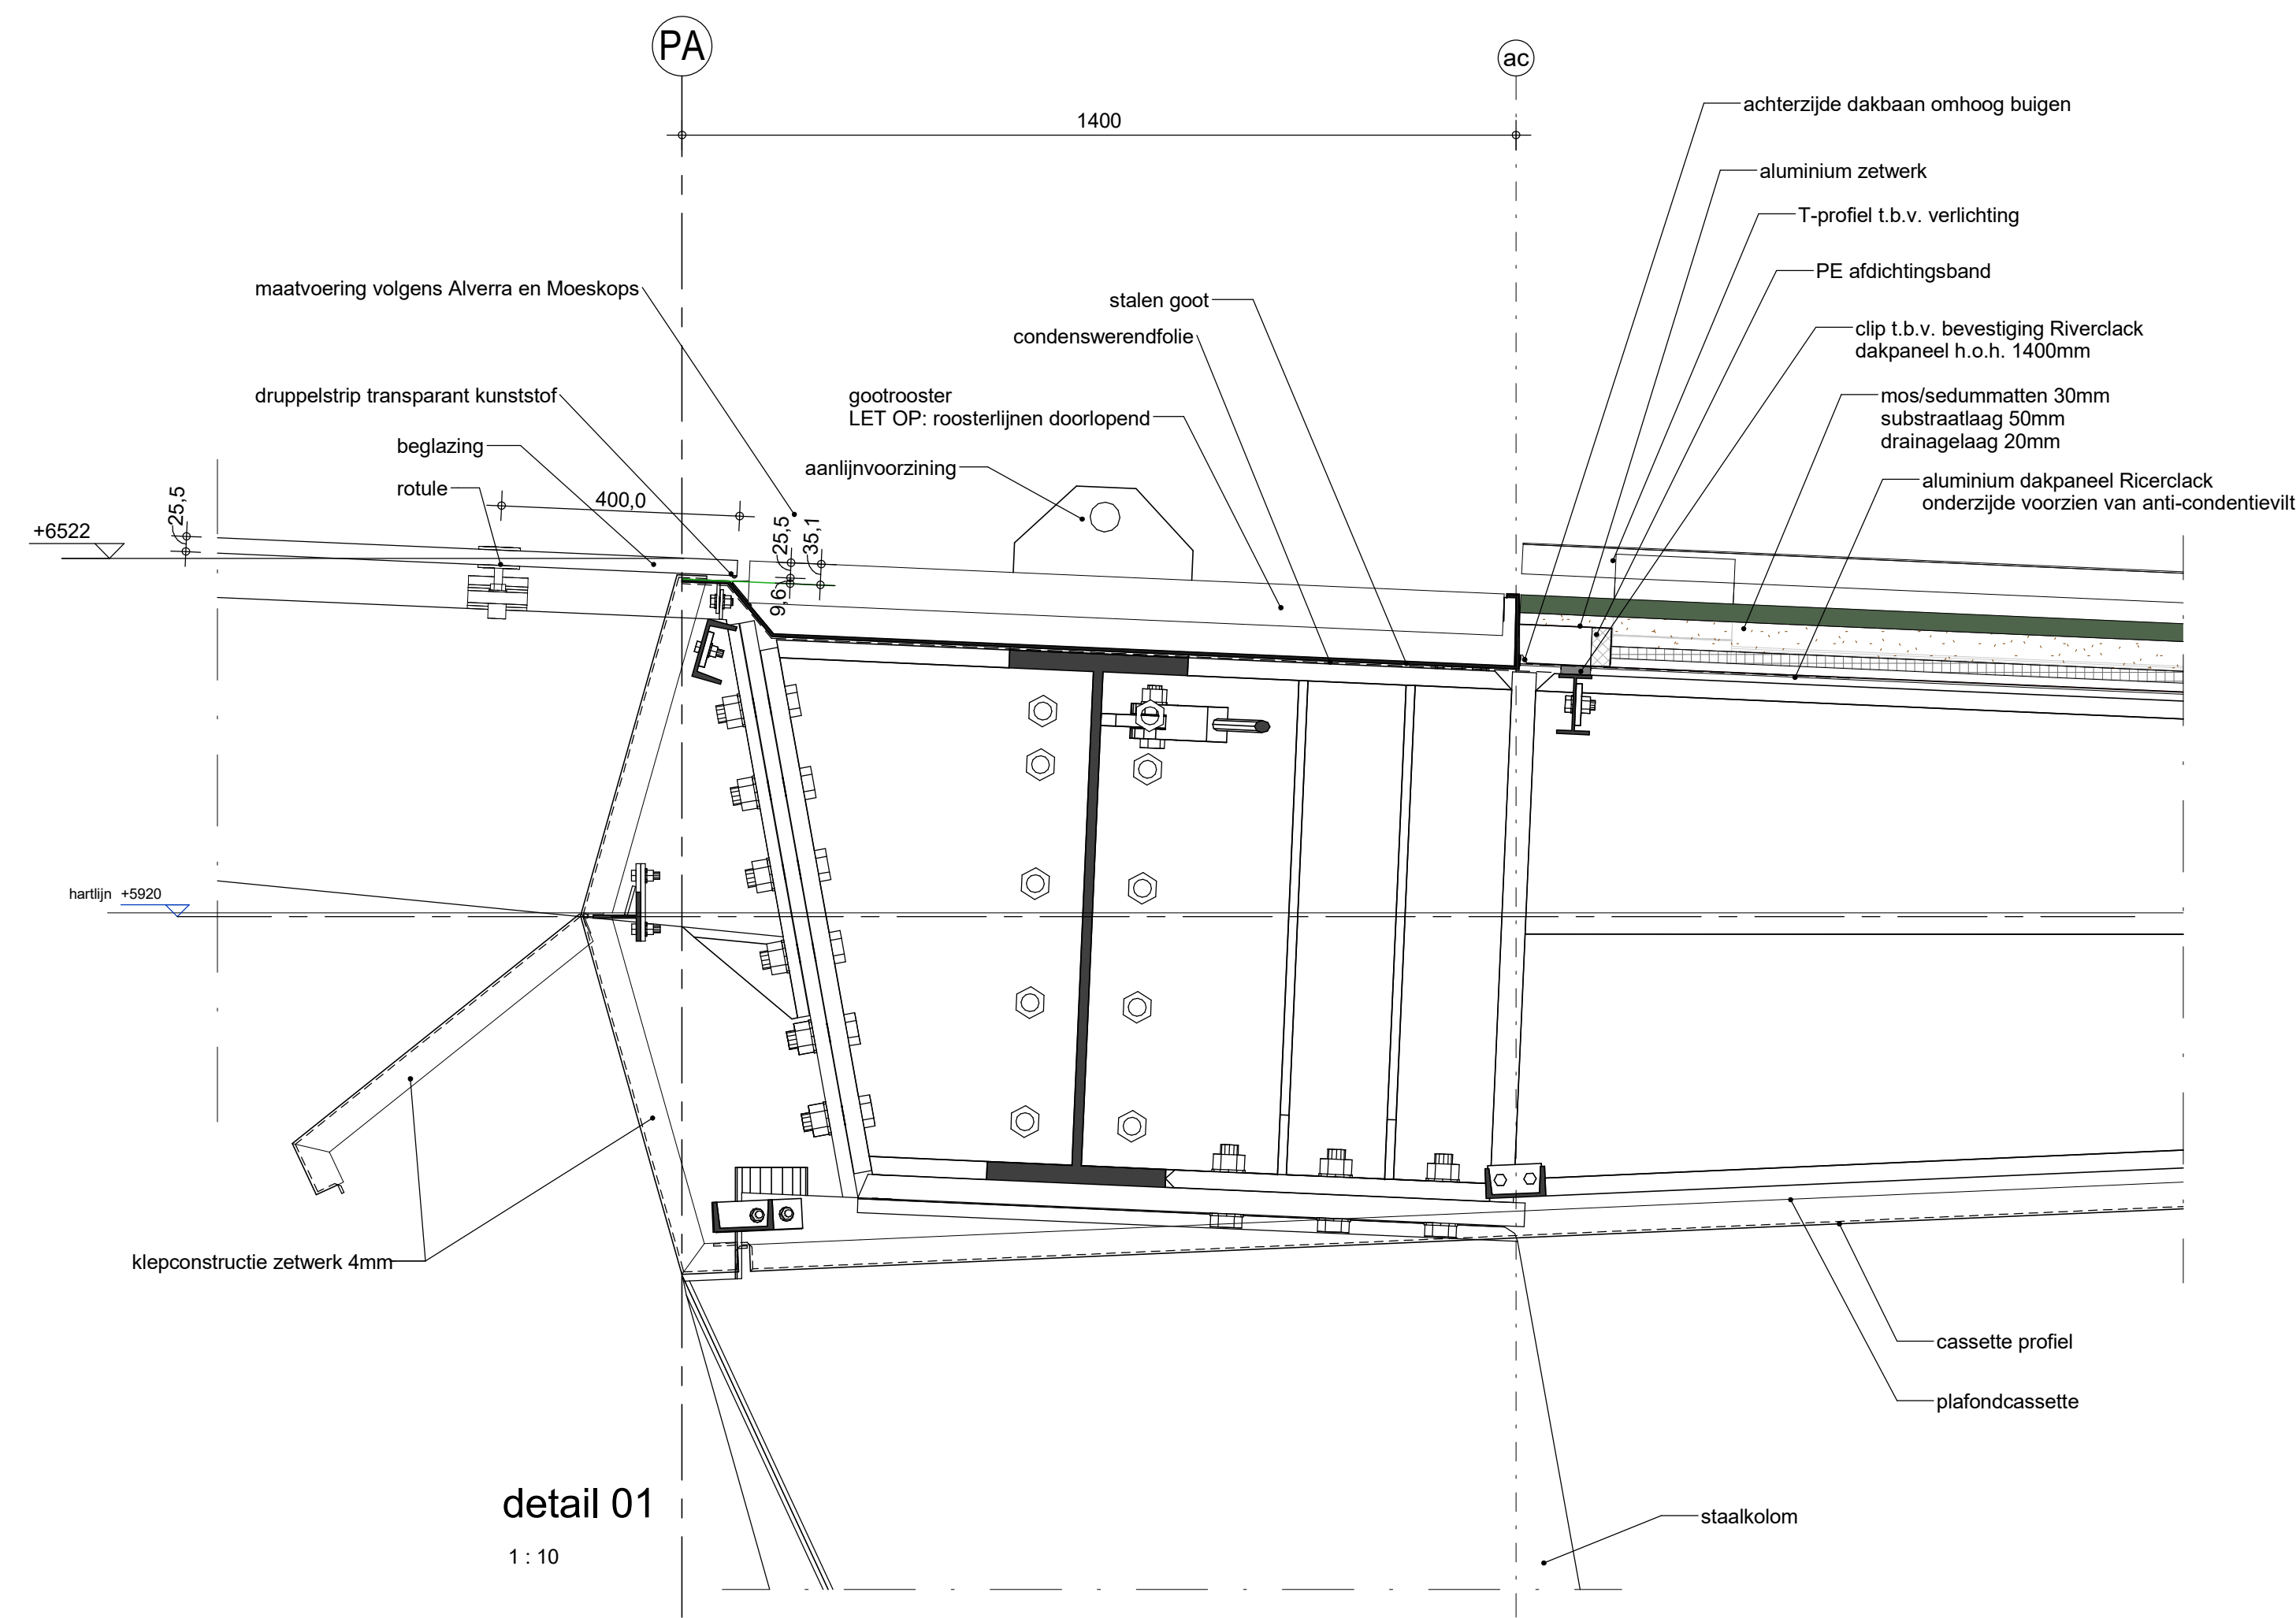 PA
ac
1400
achterzijde dakbaan omhoog buigen
aluminium zetwerk
T-profiel t.b.v. verlichting
PE afdichtingsband
maatvoering volgens Alverra en Moeskops
stalen goot
condenswerendfolie
clip t.b.v. bevestiging Riverclack
dakpaneel h.o.h. 1400mm
druppelstrip transparant kunststof
gootrooster
LET OP: roosterlijnen doorlopend
mos/sedummatten 30mm
substraatlaag 50mm
drainagelaag 20mm
beglazing
aanlijnvoorzining
rotule
aluminium dakpaneel Ricerclack
onderzijde voorzien van anti-condentievilt
400,0
25,5
+6522
25,5
35,1
9,6
hartlijn +5920
klepconstructie zetwerk 4mm
cassette profiel
plafondcassette
detail 01
staalkolom
1 : 10